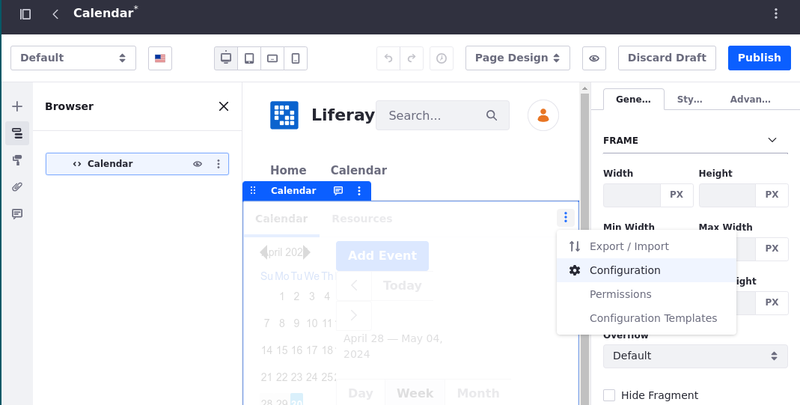 Calendar*
Default
Page Design
Discard Draft
Publish
Browser
Calendar
Liferay
Search...
Home Calendar
Calendar
Calendar Resources
April 202
Su Mo Tu We Th
1 2 3 4
7 8 9 10 11
14 15 16 17 18
21 22 23 24 25
28 29 30
Add Event
Today
April 28 — May 04,
2024
Day Week Month
Export / Import
Configuration
Permissions
Configuration Templates
Gene... Sty... Advan...
FRAME
Width Height
PX PX
Min Width Max Width
PX
PX
Overflow
Default
Hide Fragment